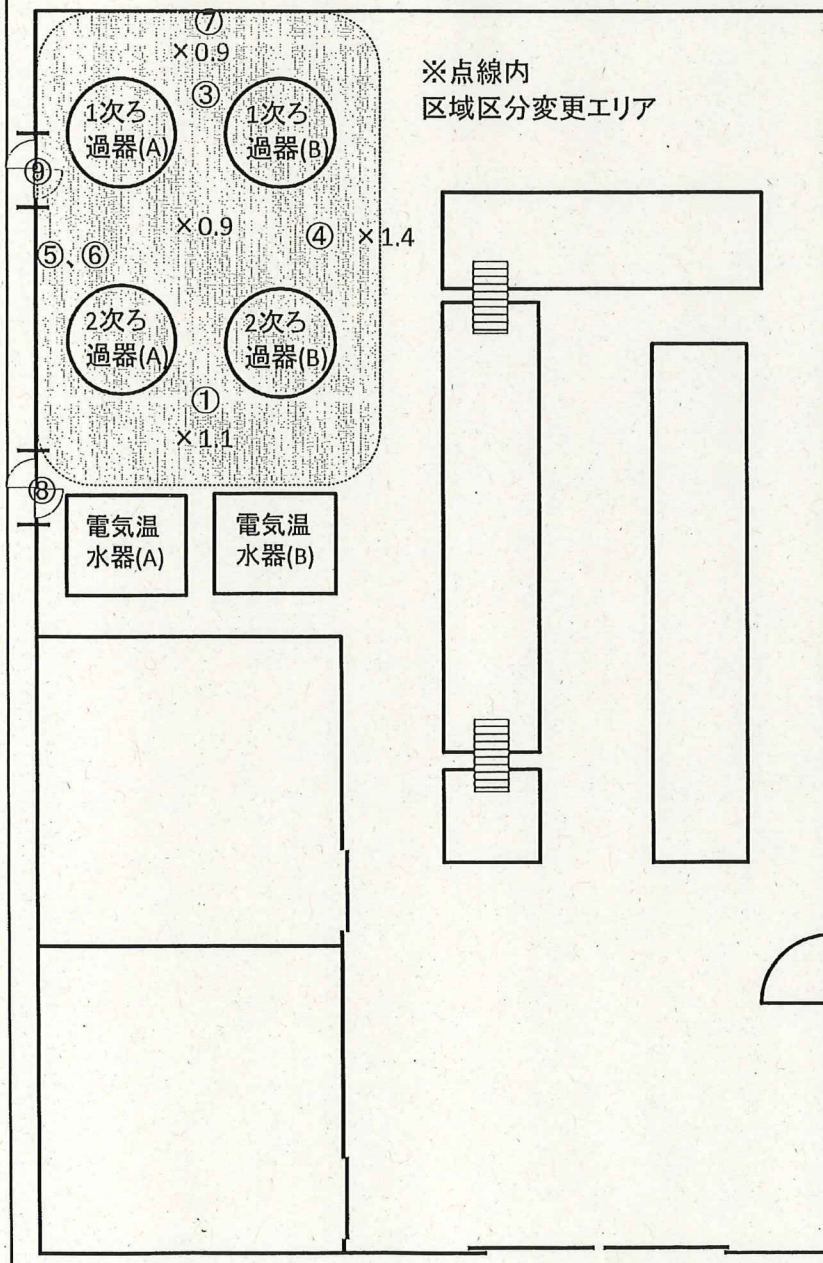 ⑦
×0.9
※点線内
区域区分変更エリア
③
1次ろ
過器(A)
1次ろ
過器(B)
⑨
×0.9
④
×1.4
⑤、⑥
2次ろ
過器(A)
2次ろ
過器(B)
①
×1.1
⑧
電気温
水器(A)
電気温
水器(B)